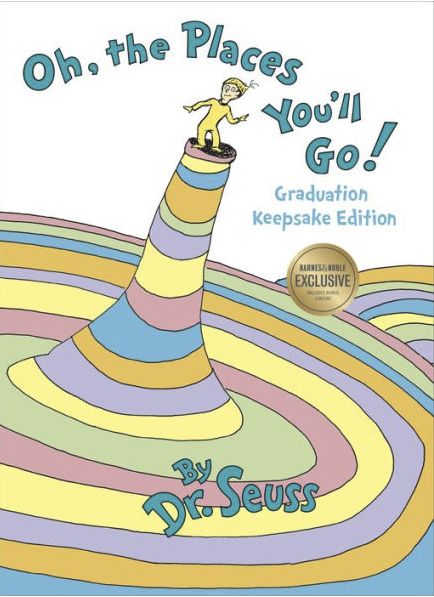 Oh, the Places
You'll
Go!
Graduation
Keepsake Edition
BARNES&NOBLE
EXCLUSIVE
By
Dr. Seuss